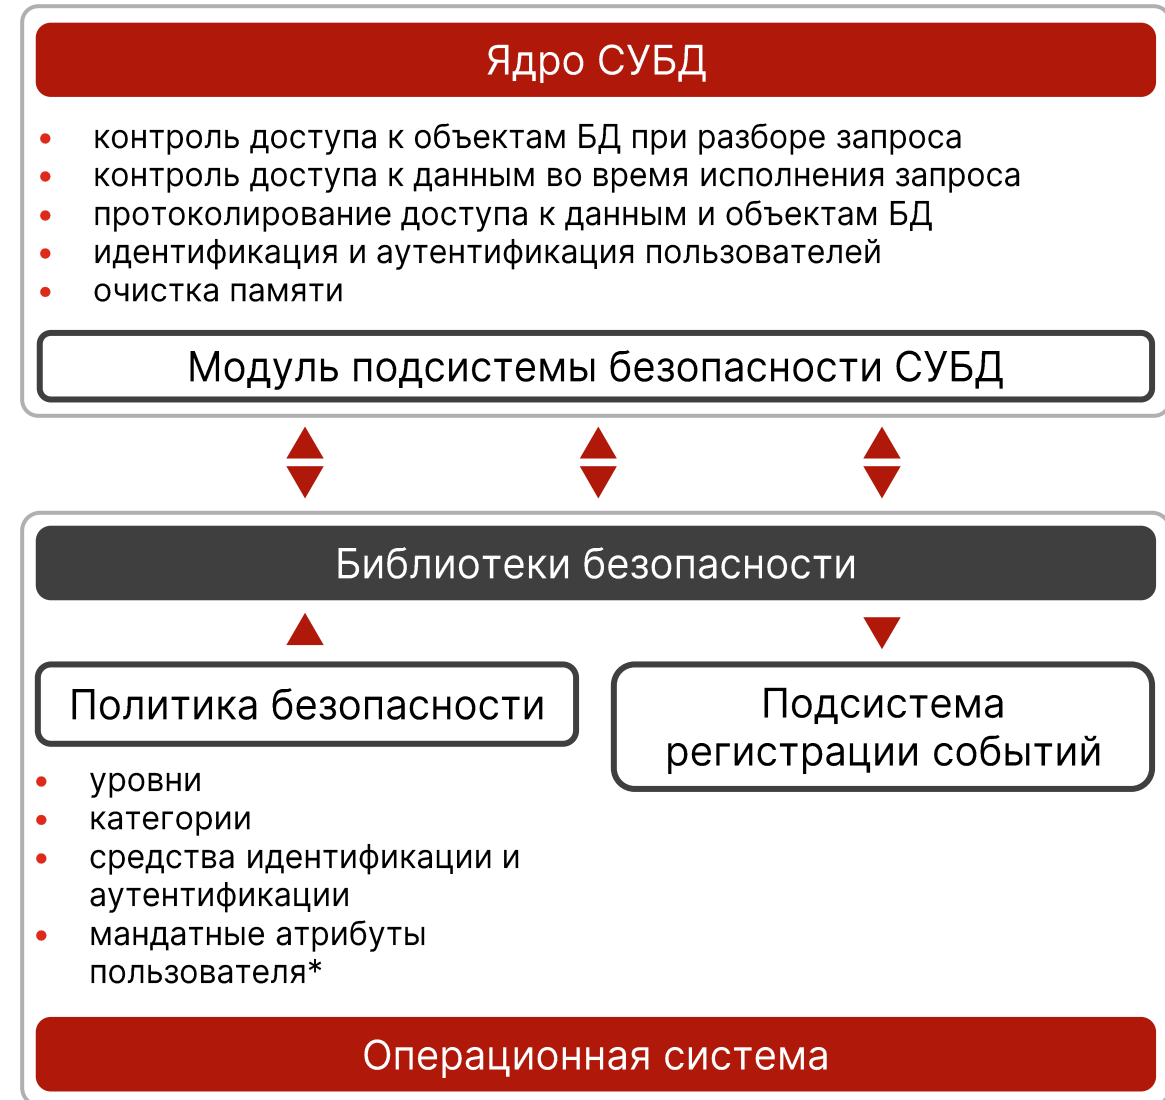 Ядро СУБД
• контроль доступа к объектам БД при разборе запроса
• контроль доступа к данным во время исполнения запроса
• протоколирование доступа к данным и объектам БД
• идентификация и аутентификация пользователей
• очистка памяти
Модуль подсистемы безопасности СУБД
Библиотеки безопасности
Политика безопасности
• уровни
• категории
• средства идентификации и
аутентификации
• мандатные атрибуты
пользователя*
Подсистема
регистрации событий
Операционная система